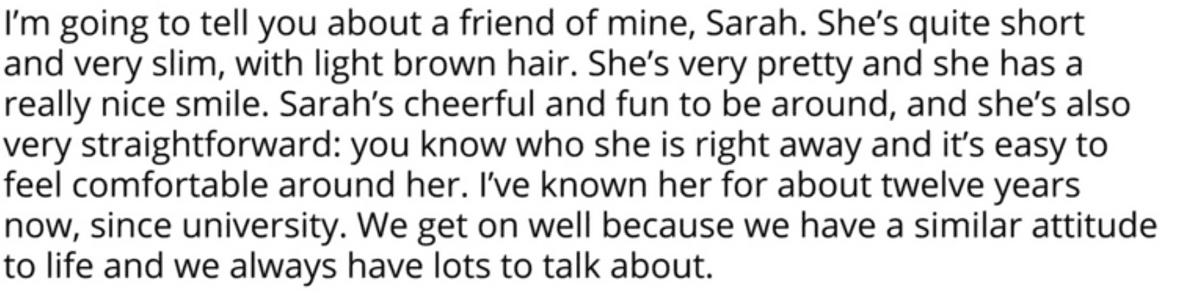 I’m going to tell you about a friend of mine, Sarah. She’s quite short
and very slim, with light brown hair. She’s very pretty and she has a
really nice smile. Sarah’s cheerful and fun to be around, and she’s also
very straightforward: you know who she is right away and it’s easy to
feel comfortable around her. I’ve known her for about twelve years
now, since university. We get on well because we have a similar attitude
to life and we always have lots to talk about.